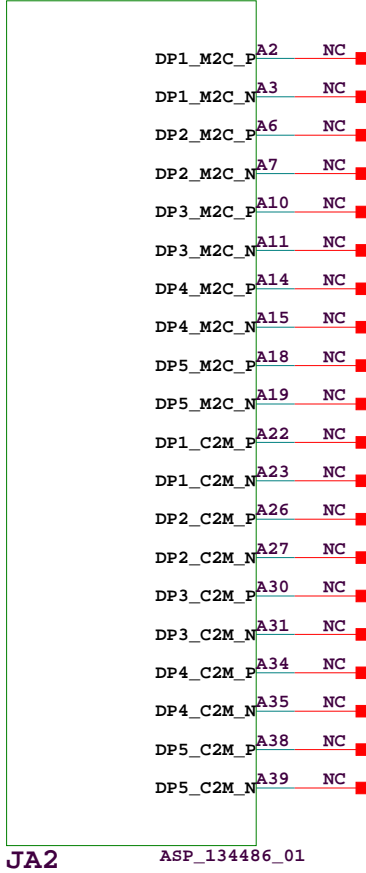 DP1_M2C_P A2 NC
DP1_M2C_N A3 NC
DP2_M2C_P A6 NC
DP2_M2C_N A7 NC
DP3_M2C_P A10 NC
DP3_M2C_N A11 NC
DP4_M2C_P A14 NC
DP4_M2C_N A15 NC
DP5_M2C_P A18 NC
DP5_M2C_N A19 NC
DP1_C2M_P A22 NC
DP1_C2M_N A23 NC
DP2_C2M_P A26 NC
DP2_C2M_N A27 NC
DP3_C2M_P A30 NC
DP3_C2M_N A31 NC
DP4_C2M_P A34 NC
DP4_C2M_N A35 NC
DP5_C2M_P A38 NC
DP5_C2M_N A39 NC
JA2 ASP_134486_01